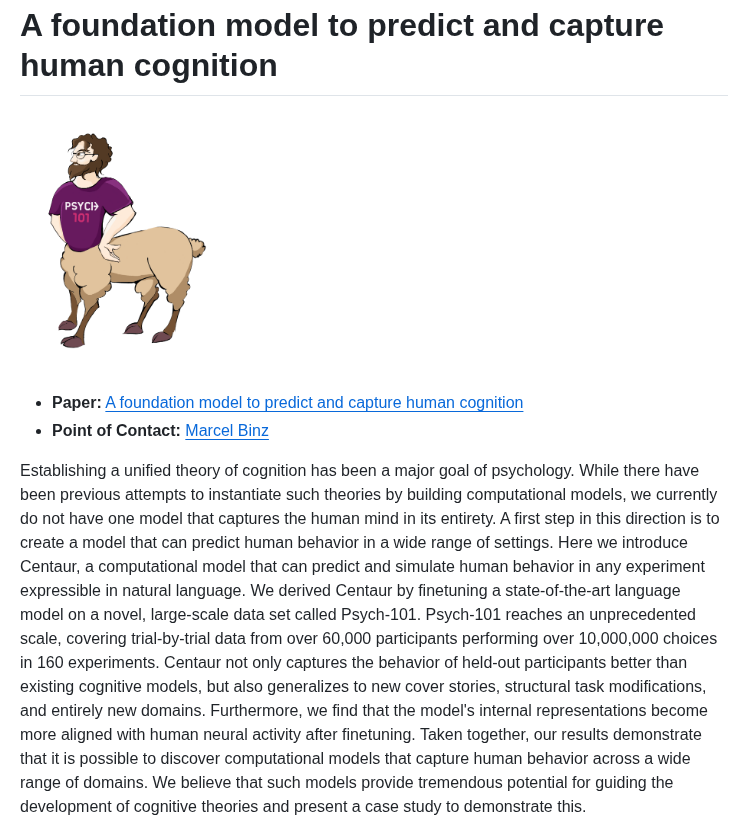 A foundation model to predict and capture
human cognition
PSYCH
101
Paper: A foundation model to predict and capture human cognition
Point of Contact: Marcel Binz
Establishing a unified theory of cognition has been a major goal of psychology. While there have
been previous attempts to instantiate such theories by building computational models, we currently
do not have one model that captures the human mind in its entirety. A first step in this direction is to
create a model that can predict human behavior in a wide range of settings. Here we introduce
Centaur, a computational model that can predict and simulate human behavior in any experiment
expressible in natural language. We derived Centaur by finetuning a state-of-the-art language
model on a novel, large-scale data set called Psych-101. Psych-101 reaches an unprecedented
scale, covering trial-by-trial data from over 60,000 participants performing over 10,000,000 choices
in 160 experiments. Centaur not only captures the behavior of held-out participants better than
existing cognitive models, but also generalizes to new cover stories, structural task modifications,
and entirely new domains. Furthermore, we find that the model's internal representations become
more aligned with human neural activity after finetuning. Taken together, our results demonstrate
that it is possible to discover computational models that capture human behavior across a wide
range of domains. We believe that such models provide tremendous potential for guiding the
development of cognitive theories and present a case study to demonstrate this.